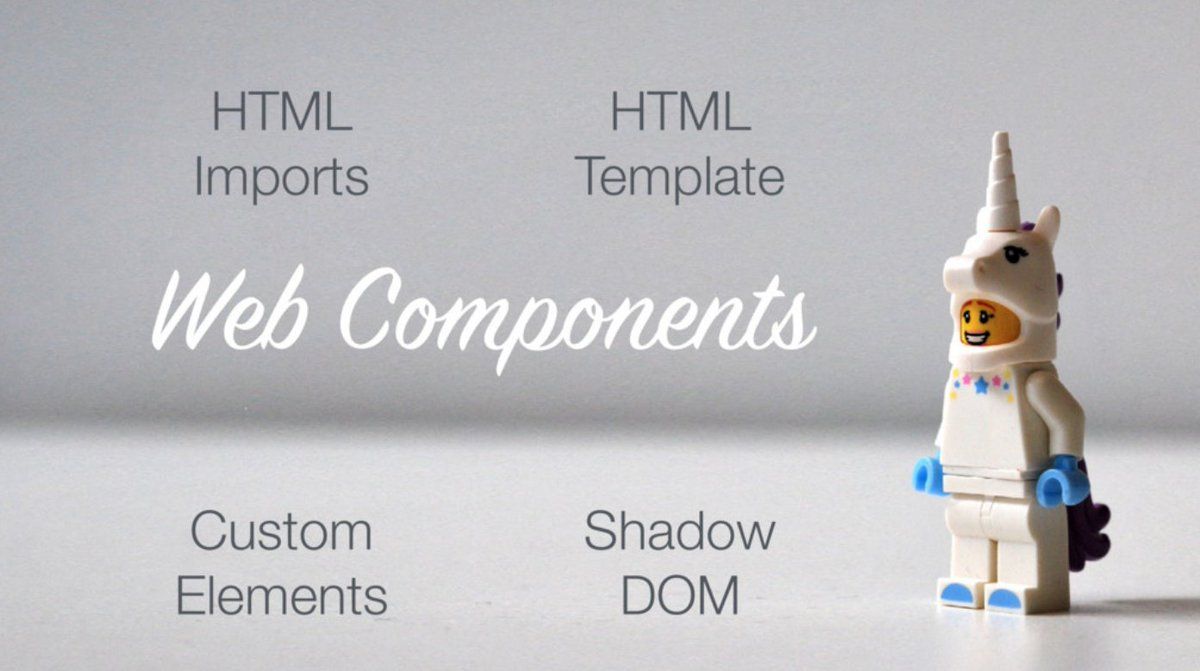 HTML
Imports
HTML
Template
Web Components
Custom
Elements
Shadow
DOM